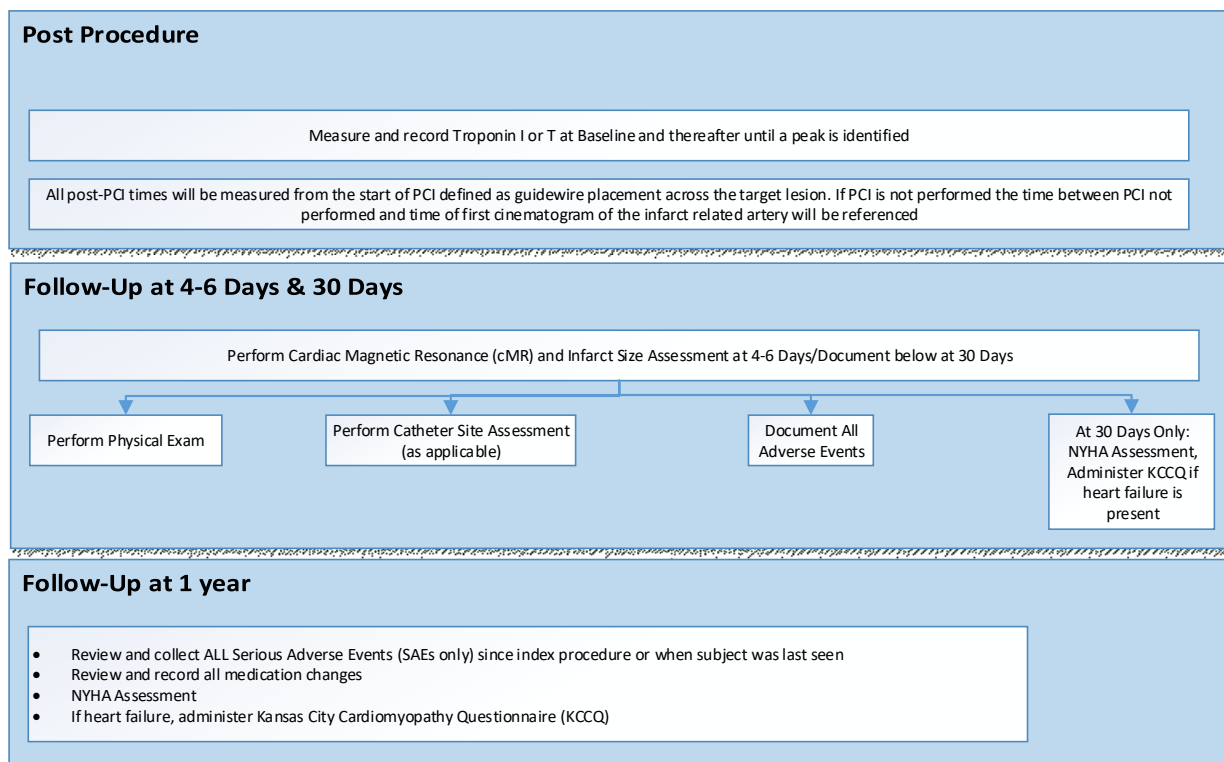 Post Procedure
Measure and record Troponin I or T at Baseline and thereafter until a peak is identified
All post-PCI times will be measured from the start of PCI defined as guidewire placement across the target lesion. If PCI is not performed the time between PCI not
performed and time of first cinematogram of the infarct related artery will be referenced
Follow-Up at 4-6 Days & 30 Days
Perform Cardiac Magnetic Resonance (cMR) and Infarct Size Assessment at 4-6 Days/Document below at 30 Days
Perform Physical Exam
Perform Catheter Site Assessment
(as applicable)
Document All
Adverse Events
At 30 Days Only:
NYHA Assessment,
Administer KCCQ if
heart failure is
present
Follow-Up at 1 year
• Review and collect ALL Serious Adverse Events (SAEs only) since index procedure or when subject was last seen
• Review and record all medication changes
• NYHA Assessment
• If heart failure, administer Kansas City Cardiomyopathy Questionnaire (KCCQ)